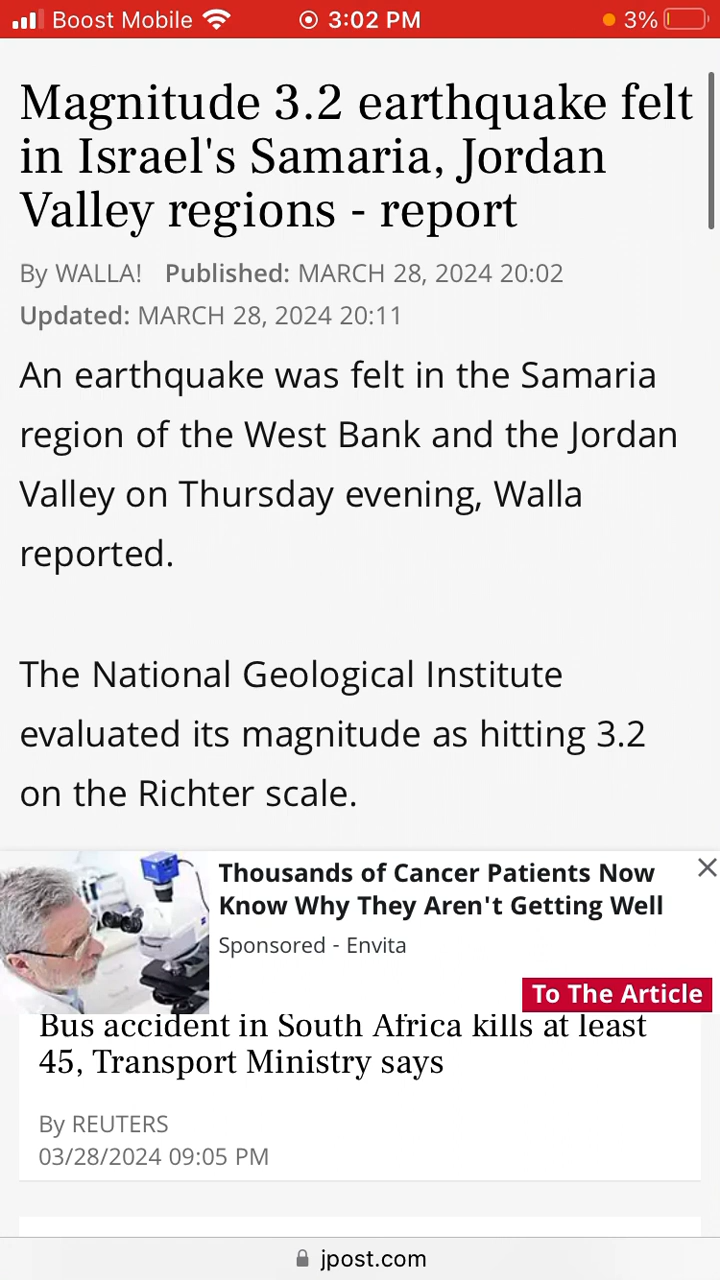 Boost Mobile 3:02 PM 3%
Magnitude 3.2 earthquake felt
in Israel's Samaria, Jordan
Valley regions - report
By WALLA! Published: MARCH 28, 2024 20:02
Updated: MARCH 28, 2024 20:11
An earthquake was felt in the Samaria
region of the West Bank and the Jordan
Valley on Thursday evening, Walla
reported.
The National Geological Institute
evaluated its magnitude as hitting 3.2
on the Richter scale.
Thousands of Cancer Patients Now
Know Why They Aren't Getting Well
Sponsored - Envita
To The Article
Bus accident in South Africa kills at least
45, Transport Ministry says
By REUTERS
03/28/2024 09:05 PM
jpost.com